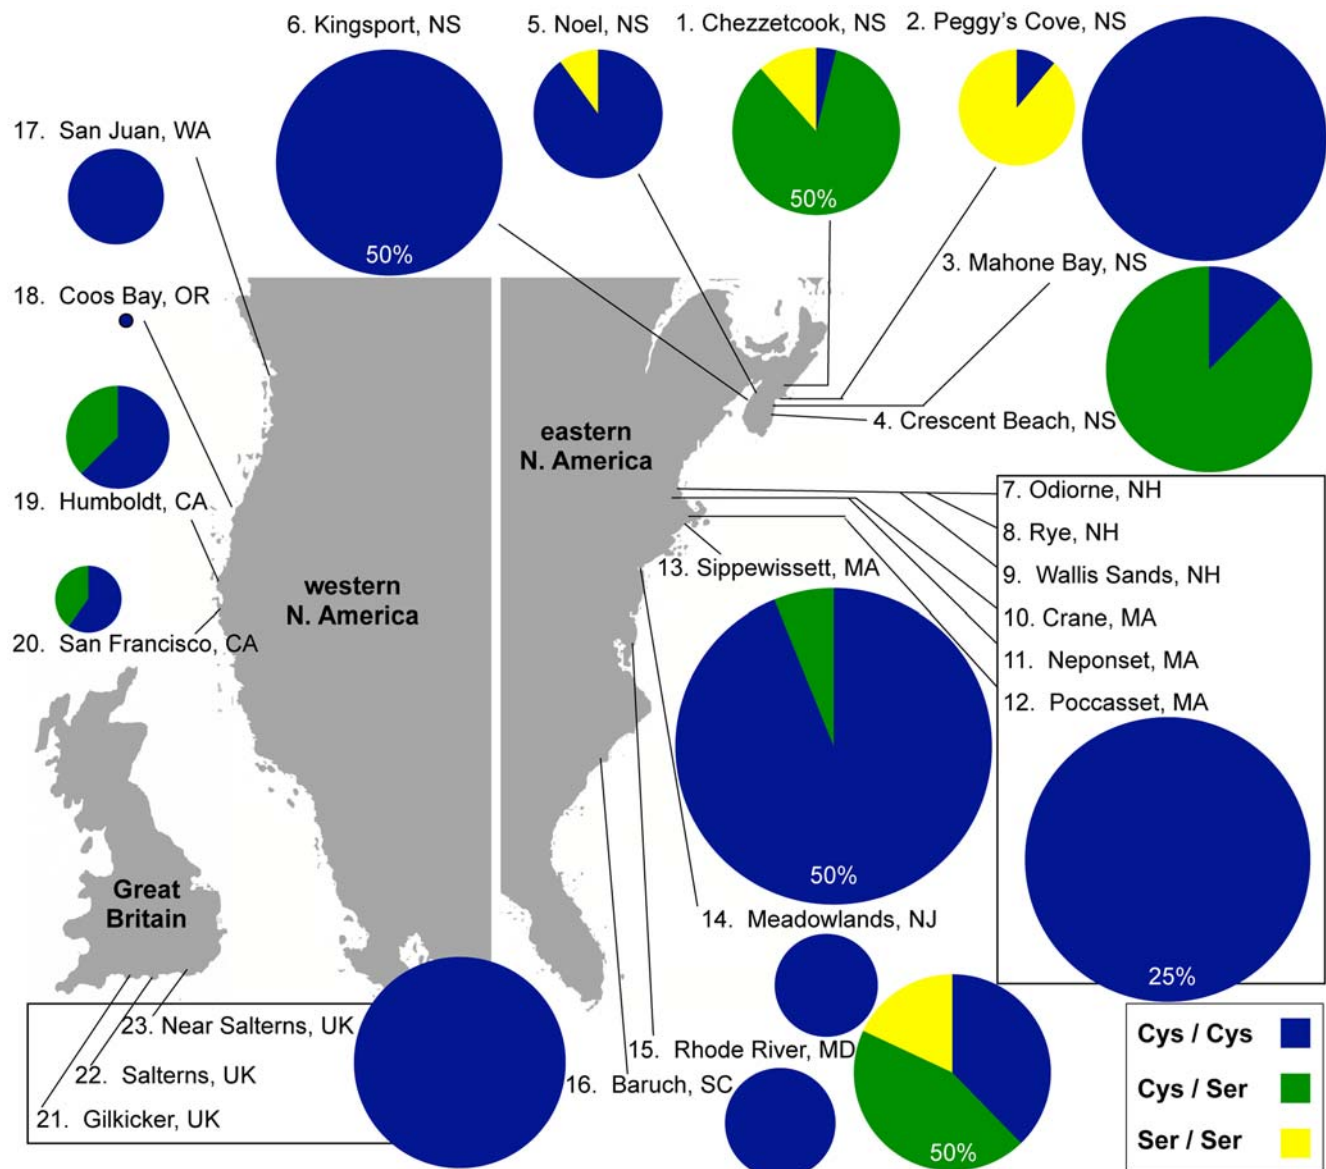 6. Kingsport, NS
5. Noel, NS
1. Chezzetcook, NS
2. Peggy's Cove, NS
17. San Juan, WA
50%
50%
3. Mahone Bay, NS
18. Coos Bay, OR
4. Crescent Beach, NS
eastern
N. America
7. Odiorne, NH
19. Humboldt, CA
8. Rye, NH
13. Sippewissett, MA
9. Wallis Sands, NH
western
N. America
10. Crane, MA
20. San Francisco, CA
11. Neponset, MA
12. Poccasset, MA
Great
Britain
50%
14. Meadowlands, NJ
25%
23. Near Salterns, UK
15. Rhode River, MD
22. Salterns, UK
16. Baruch, SC
21. Gilkicker, UK
50%
Cys / Cys
Cys / Ser
Ser / Ser